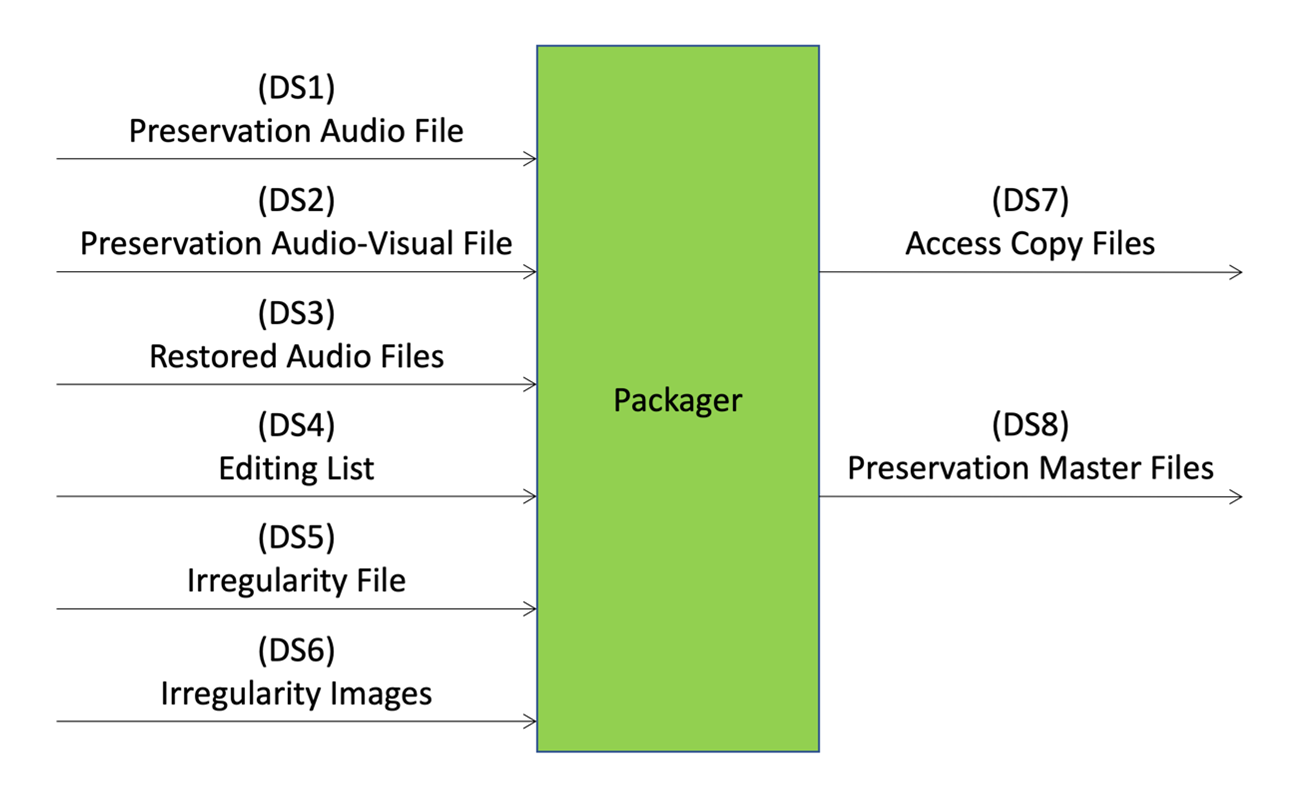 (DS1)
Preservation Audio File
(DS2)
Preservation Audio-Visual File
(DS3)
Restored Audio Files
(DS4)
Editing List
(DS5)
Irregularity File
(DS6)
Irregularity Images
Packager
(DS7)
Access Copy Files
(DS8)
Preservation Master Files